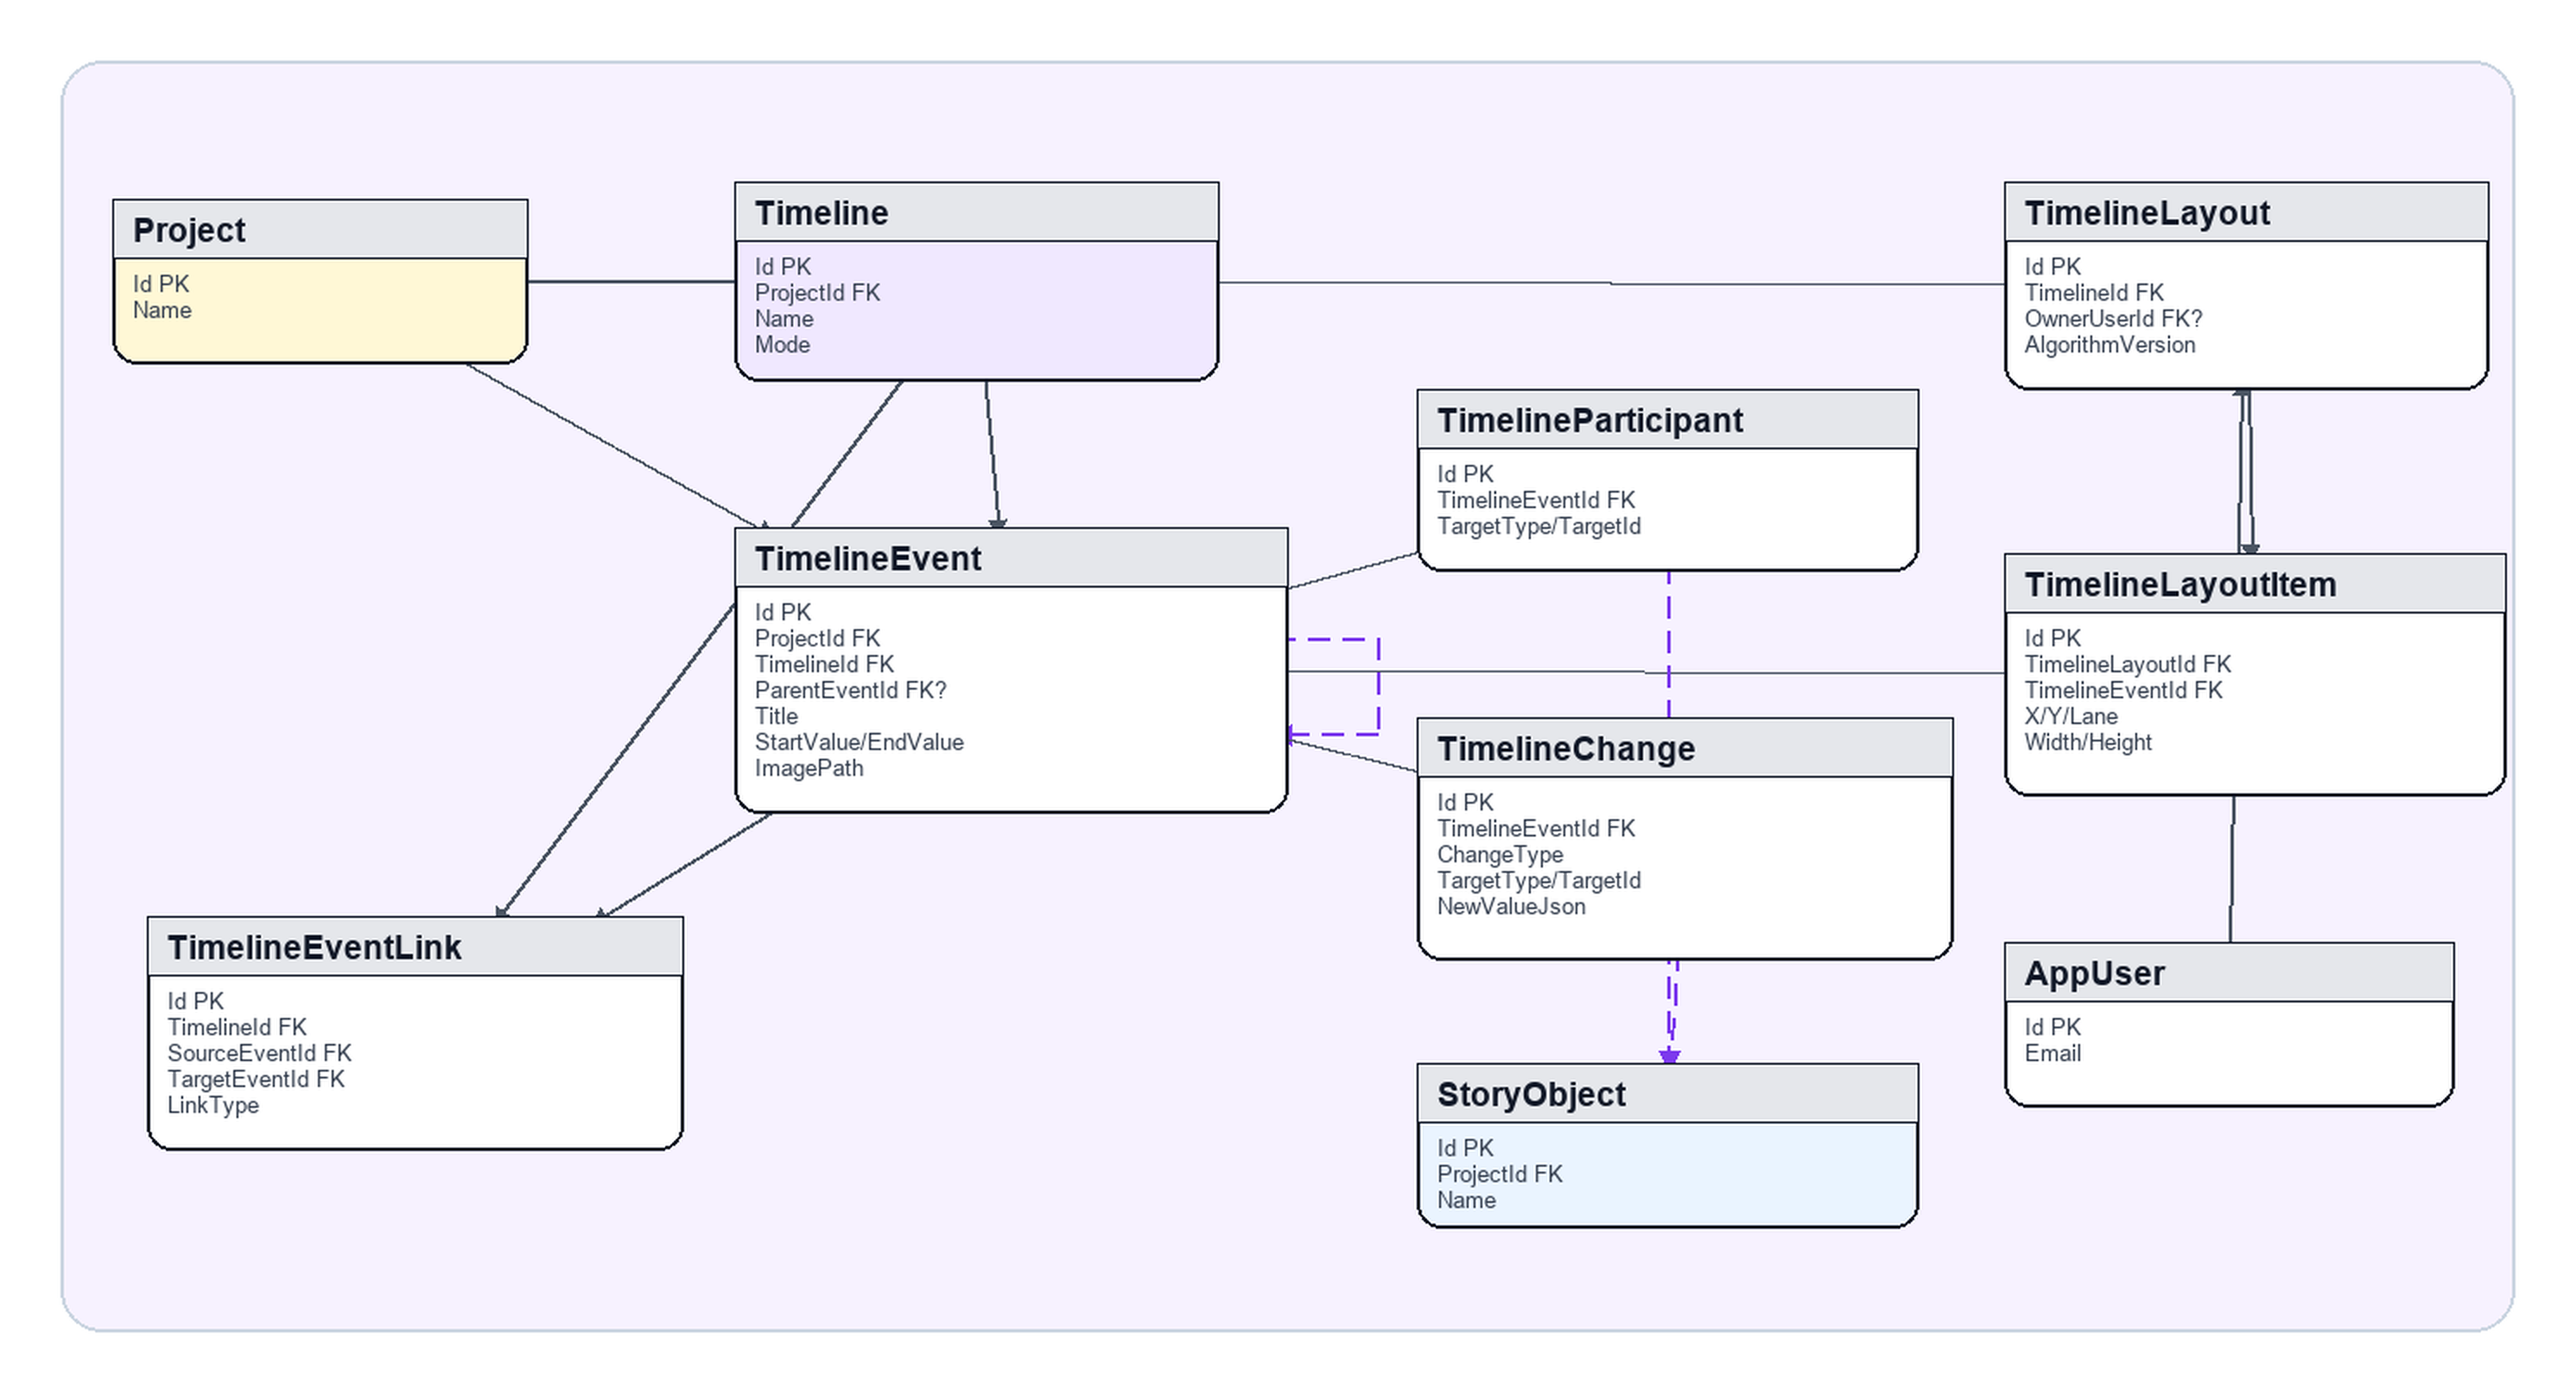 Project
Id PK
Name
Timeline
Id PK
ProjectId FK
Name
Mode
TimelineLayout
Id PK
TimelineId FK
OwnerUserId FK?
AlgorithmVersion
TimelineParticipant
Id PK
TimelineEventId FK
TargetType/TargetId
TimelineEvent
Id PK
ProjectId FK
TimelineId FK
ParentEventId FK?
Title
StartValue/EndValue
ImagePath
TimelineLayoutItem
Id PK
TimelineLayoutId FK
TimelineEventId FK
X/Y/Lane
Width/Height
TimelineChange
Id PK
TimelineEventId FK
ChangeType
TargetType/TargetId
NewValueJson
TimelineEventLink
Id PK
TimelineId FK
SourceEventId FK
TargetEventId FK
LinkType
AppUser
Id PK
Email
StoryObject
Id PK
ProjectId FK
Name